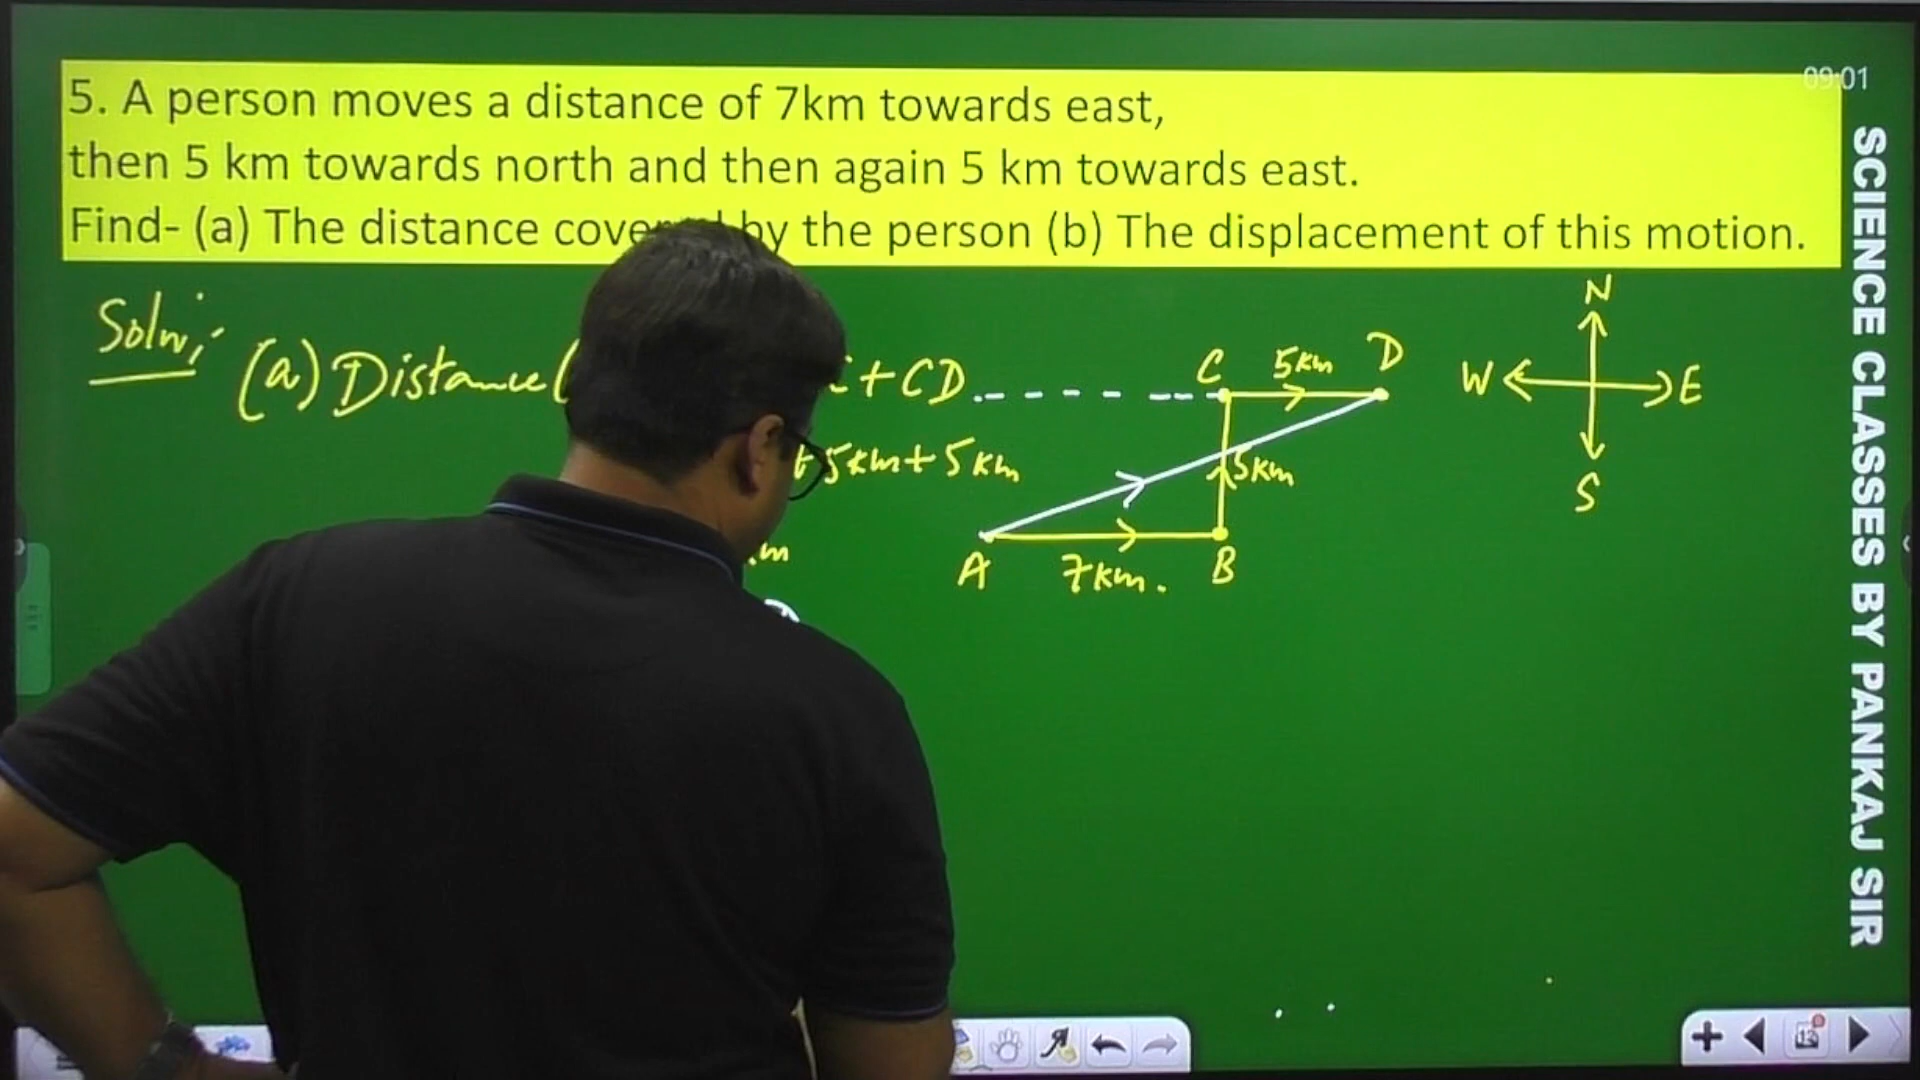 5. A person moves a distance of 7km towards east,
then 5 km towards north and then again 5 km towards east.
Find- (a) The distance by the person (b) The displacement of this motion.
09:01
SCIENCE CLASSES BY PANKAJ SIR
Soln;
(a) Distance( +CD
+5km+5km
C 5km D
5km
A 7km. B
N
W E
S